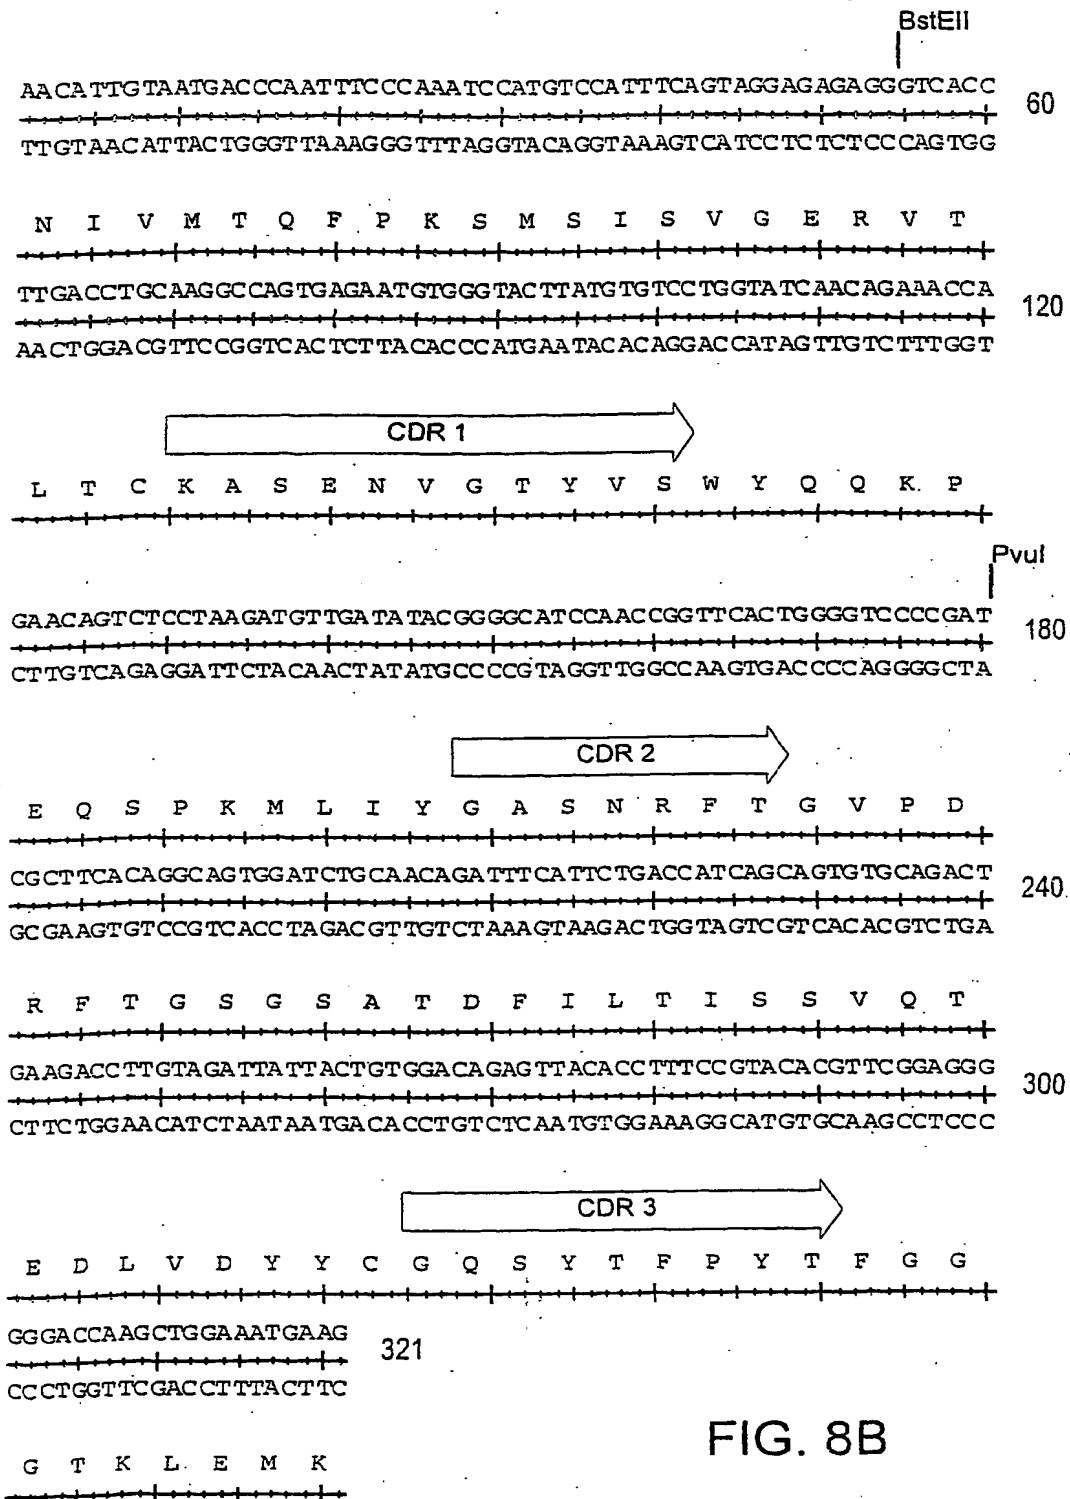 BstEII
AACATTGTAATGACCCAATTTCCCAAATCCATGTCCATTTCAGTAGGAGAGAGGGTCACC
60
TTGTAACATTACTGGGTTAAAGGGTTTAGGTACAGGTAAAGTCATCCTCTCTCCCAGTGG
N I V M T Q F P K S M S I S V G E R V T
TTGACCTGCAAGGCCAGTGAGAATGTGGGTACTTATGTGTCCTGGTATCAACAGAAACCA
120
AACTGGACGTTCCGGTCACTCTTACACCCATGAATACACAGGACCATAGTTGTCTTTGGT
CDR 1
L T C K A S E N V G T Y V S W Y Q Q K P
PvuI
GAACAGTCTCCTAAGATGTTGATATACGGGGCATCCAACCGGTTCACTGGGGTCCCCGAT
180
CTTGTCAGAGGATTCTACAACTATATGCCCCGTAGGTTGGCCAAGTGACCCCAGGGGCTA
CDR 2
E Q S P K M L I Y G A S N R F T G V P D
CGCTTCACAGGCAGTGGATCTGCAACAGATTTCATTCTGACCATCAGCAGTGTGCAGACT
240
GCGAAGTGTCCGTCACCTAGACGTTGTCTAAAGTAAGACTGGTAGTCGTCACACGTCTGA
R F T G S G S A T D F I L T I S S V Q T
GAAGACCTTGTAGATTATTACTGTGGACAGAGTTACACCTTTCCGTACACGTTCGGAGGG
300
CTTCTGGAACATCTAATAATGACACCTGTCTCAATGTGGAAAGGCATGTGCAAGCCTCCC
CDR 3
E D L V D Y Y C G Q S Y T F P Y T F G G
GGGACCAAGCTGGAAATGAAG
321
CCCTGGTTCGACCTTTACTTC
G T K L E M K
FIG. 8B